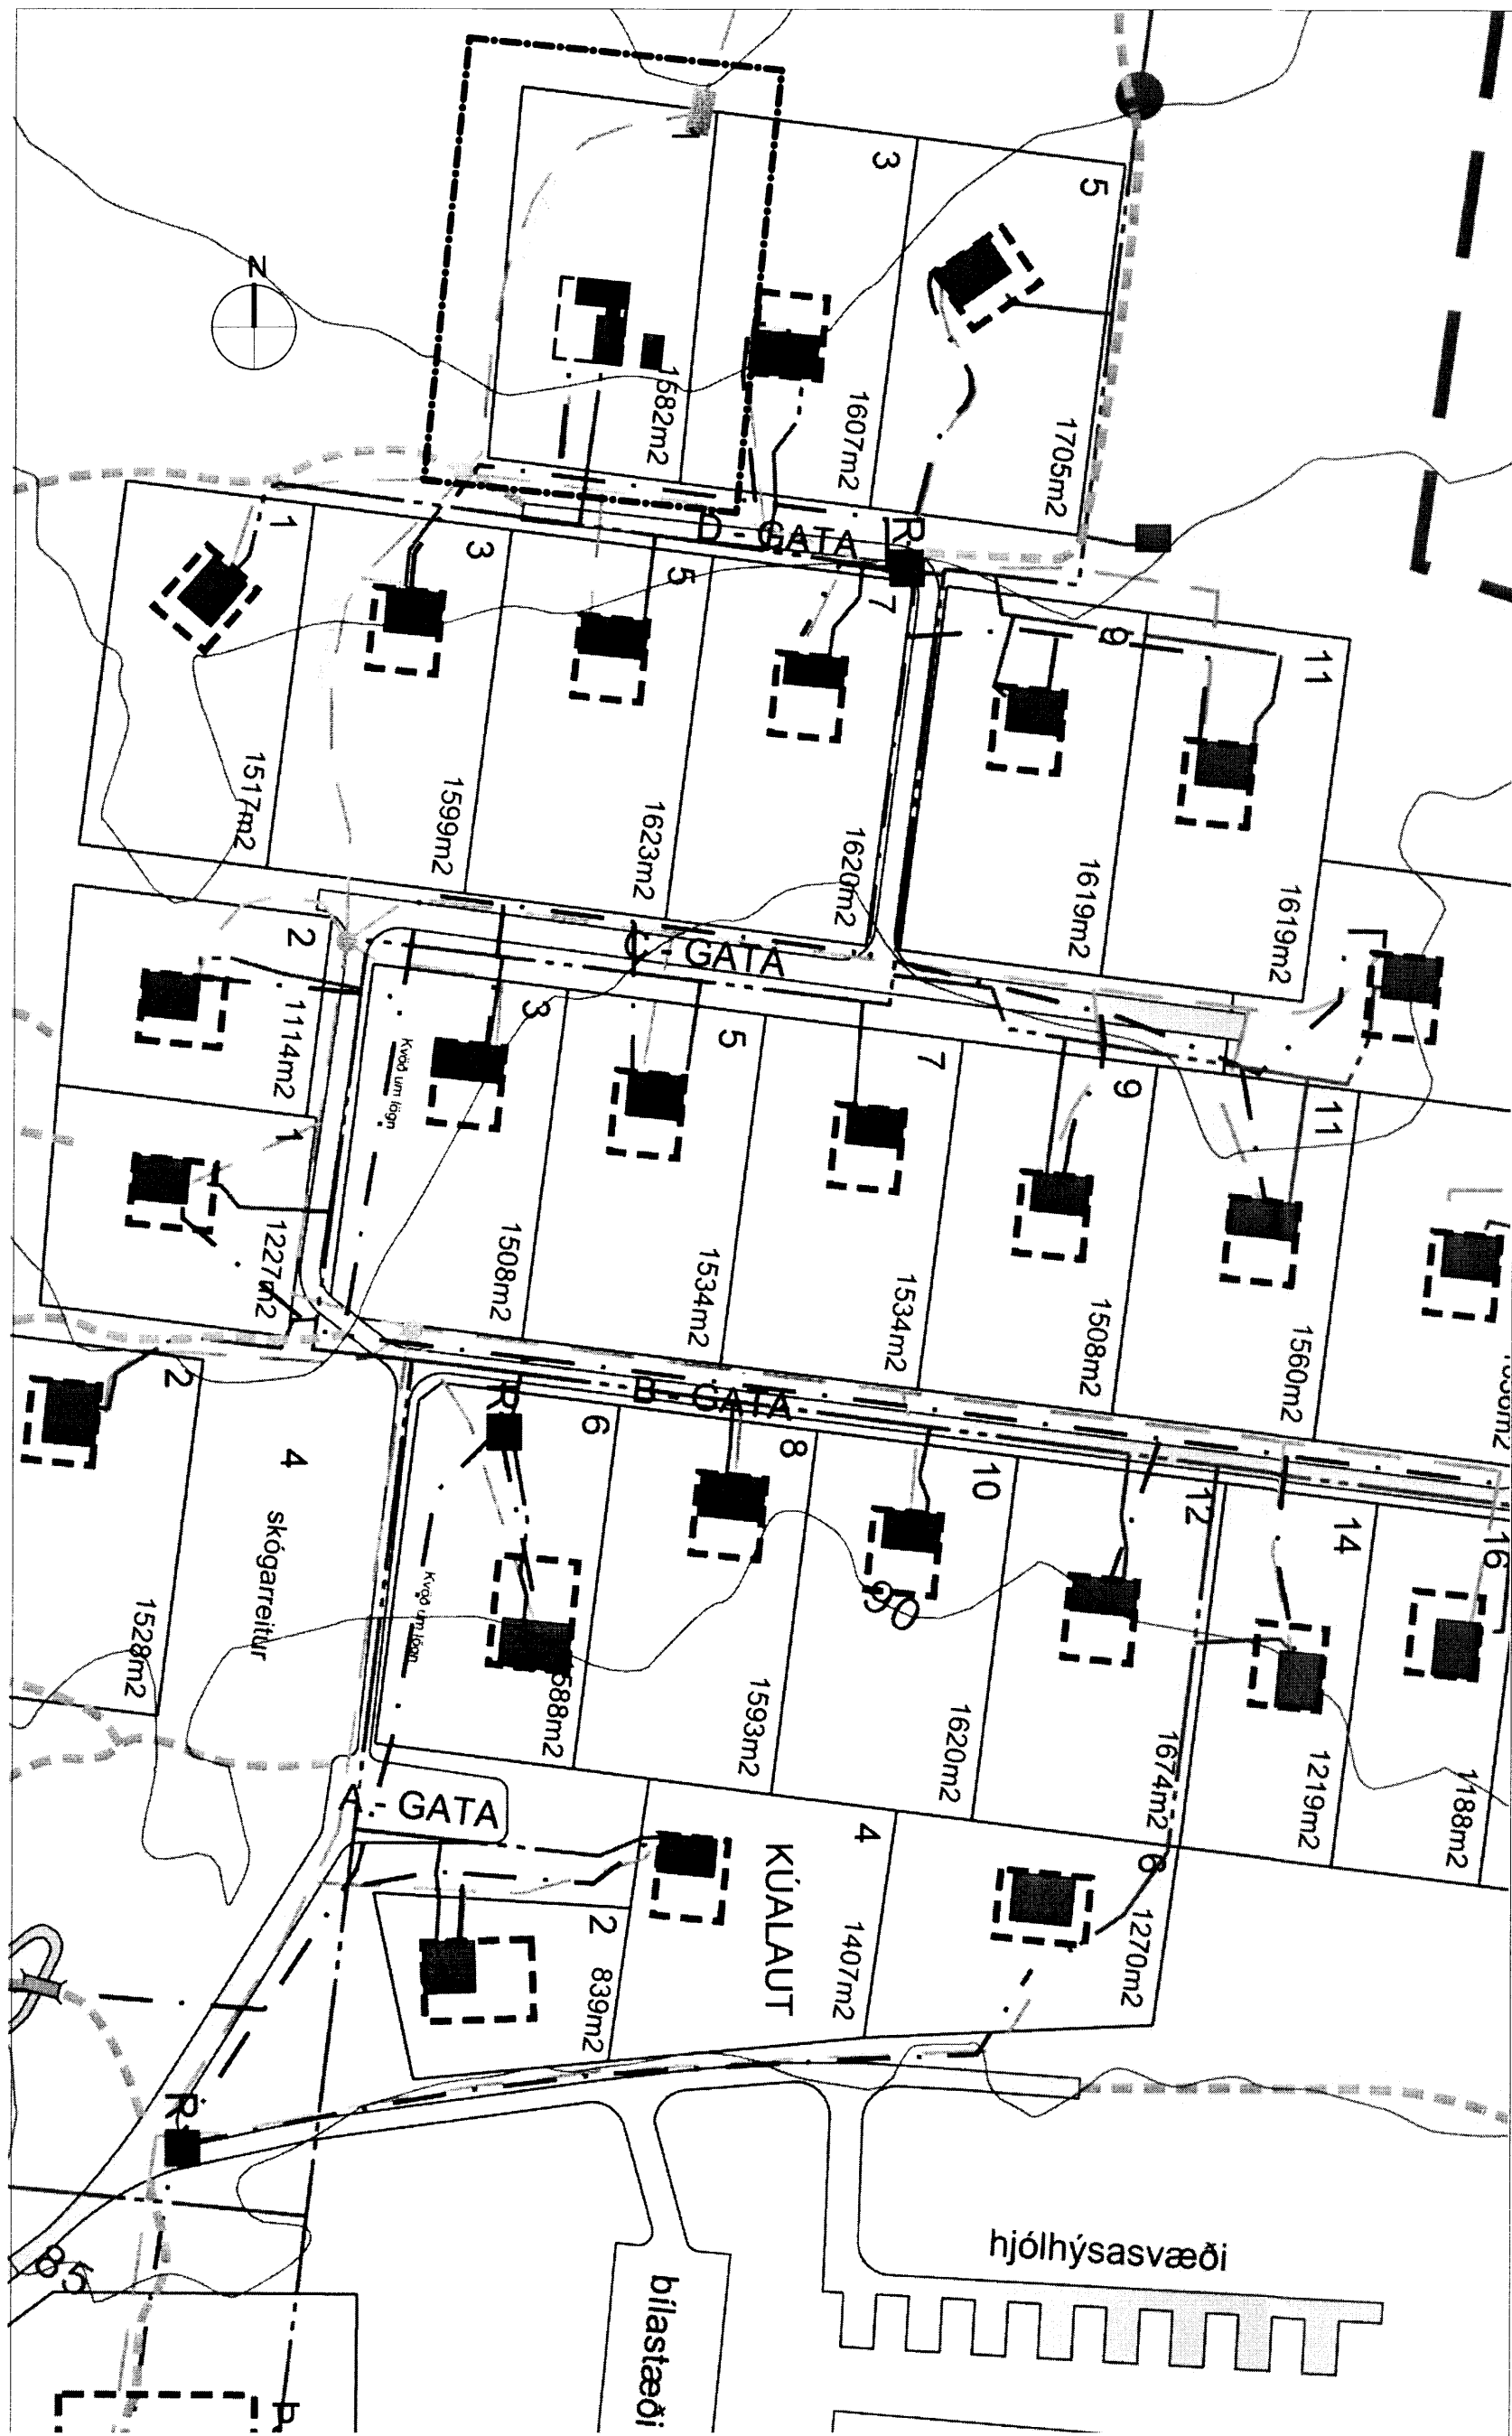 N
1
1582m2
3
1607m2
5
1705m2
D - GATA
R
1
1517m2
3
1599m2
5
1623m2
7
1620m2
9
1619m2
11
1619m2
C - GATA
2
1114m2
1
1227m2
Kvöð um lögn
3
1508m2
5
1534m2
7
1534m2
9
1508m2
11
1560m2
B - GATA
R
2
1528m2
4
skógarreitur
Kvöð um lögn
6
8
1593m2
10
1620m2
90
12
1674m2
14
1219m2
16
1188m2
A - GATA
2
839m2
4
1407m2
KÚALAUT
6
1270m2
R
85
hjólhýsasvæði
bílastæði